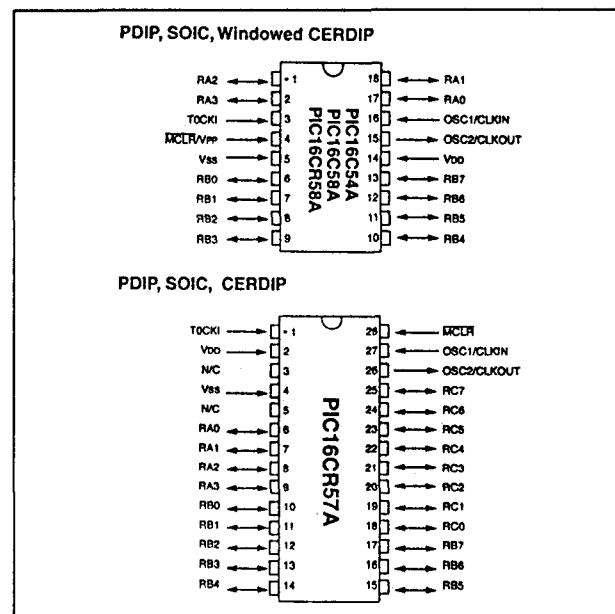 PDIP, SOIC, Windowed CERDIP
RA2 1 18 RA1
RA3 2 17 RA0
T0CKI 3 16 OSC1/CLKIN
MCLR/VPP 4 15 OSC2/CLKOUT
Vss 5 14 VDD
RB0 6 13 RB7
RB1 7 12 RB6
RB2 8 11 RB5
RB3 9 10 RB4
PIC16C54A
PIC16C58A
PIC16CR58A
PDIP, SOIC, CERDIP
T0CKI 1 28 MCLR
VDD 2 27 OSC1/CLKIN
N/C 3 26 OSC2/CLKOUT
Vss 4 25 RC7
N/C 5 24 RC6
RA0 6 23 RC5
RA1 7 22 RC4
RA2 8 21 RC3
RA3 9 20 RC2
RB0 10 19 RC1
RB1 11 18 RC0
RB2 12 17 RB7
RB3 13 16 RB6
RB4 14 15 RB5
PIC16CR57A